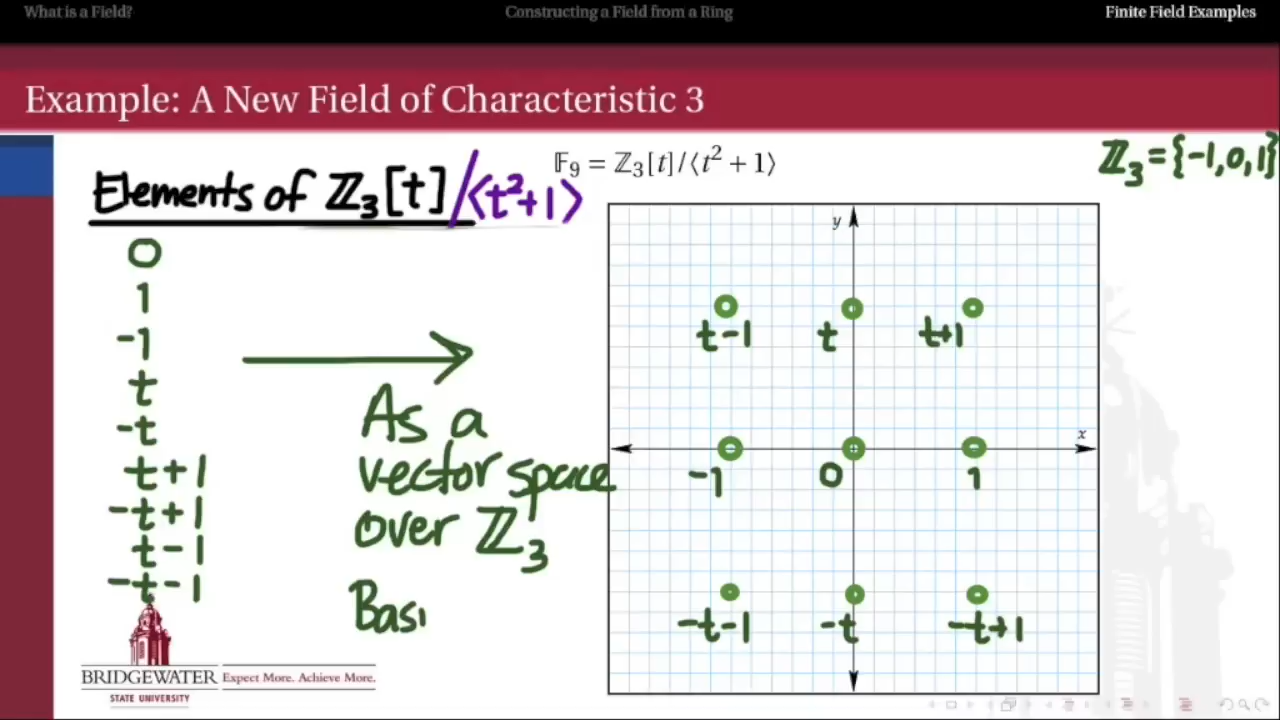 What is a Field? Constructing a Field from a Ring Finite Field Examples
Example: A New Field of Characteristic 3
𝔽₉ = ℤ₃[t]/⟨t² + 1⟩
ℤ₃ = {-1, 0, 1}
Elements of ℤ₃[t]/⟨t²+1⟩
0
1
-1
t
-t
t+1
-t+1
t-1
-t-1
As a
vector space
over ℤ₃
Basi
y
t-1 t t+1
x
-1 0 1
-t-1 -t -t+1
BRIDGEWATER
STATE UNIVERSITY
Expect More. Achieve More.